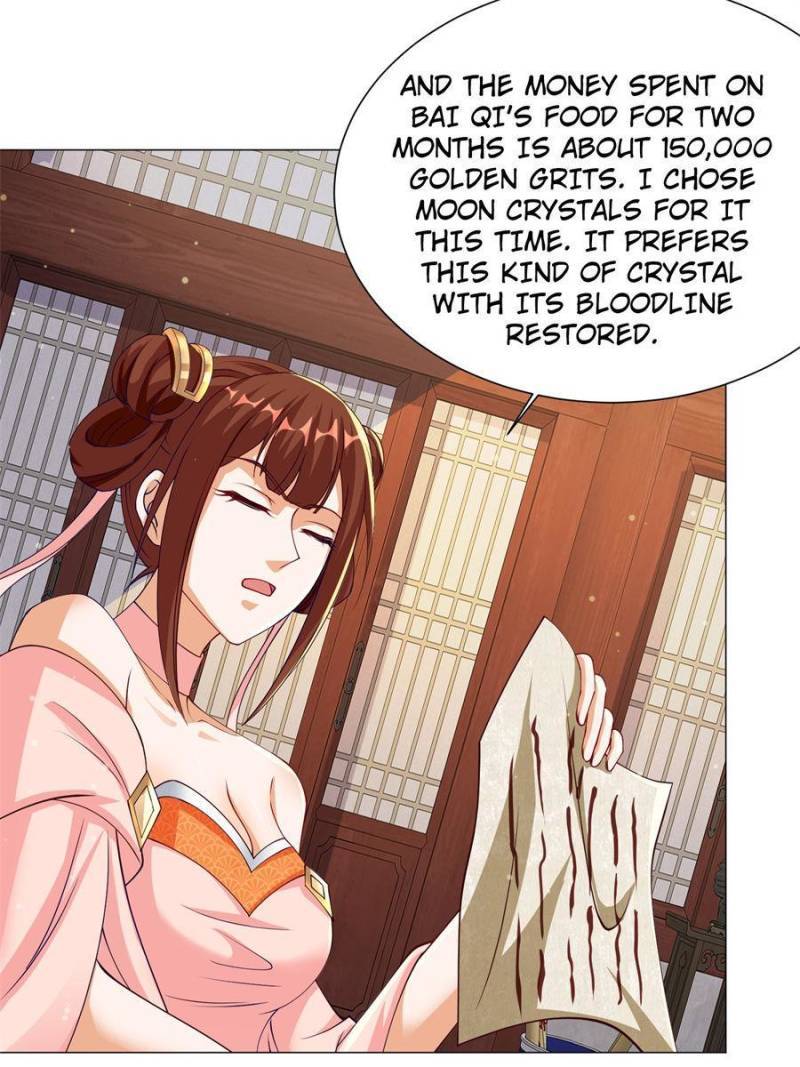 AND THE MONEY SPENT ON
BAI QI'S FOOD FOR TWO
MONTHS IS ABOUT 150,000
GOLDEN GRITS. I CHOSE
MOON CRYSTALS FOR IT
THIS TIME. IT PREFERS
THIS KIND OF CRYSTAL
WITH ITS BLOODLINE
RESTORED.